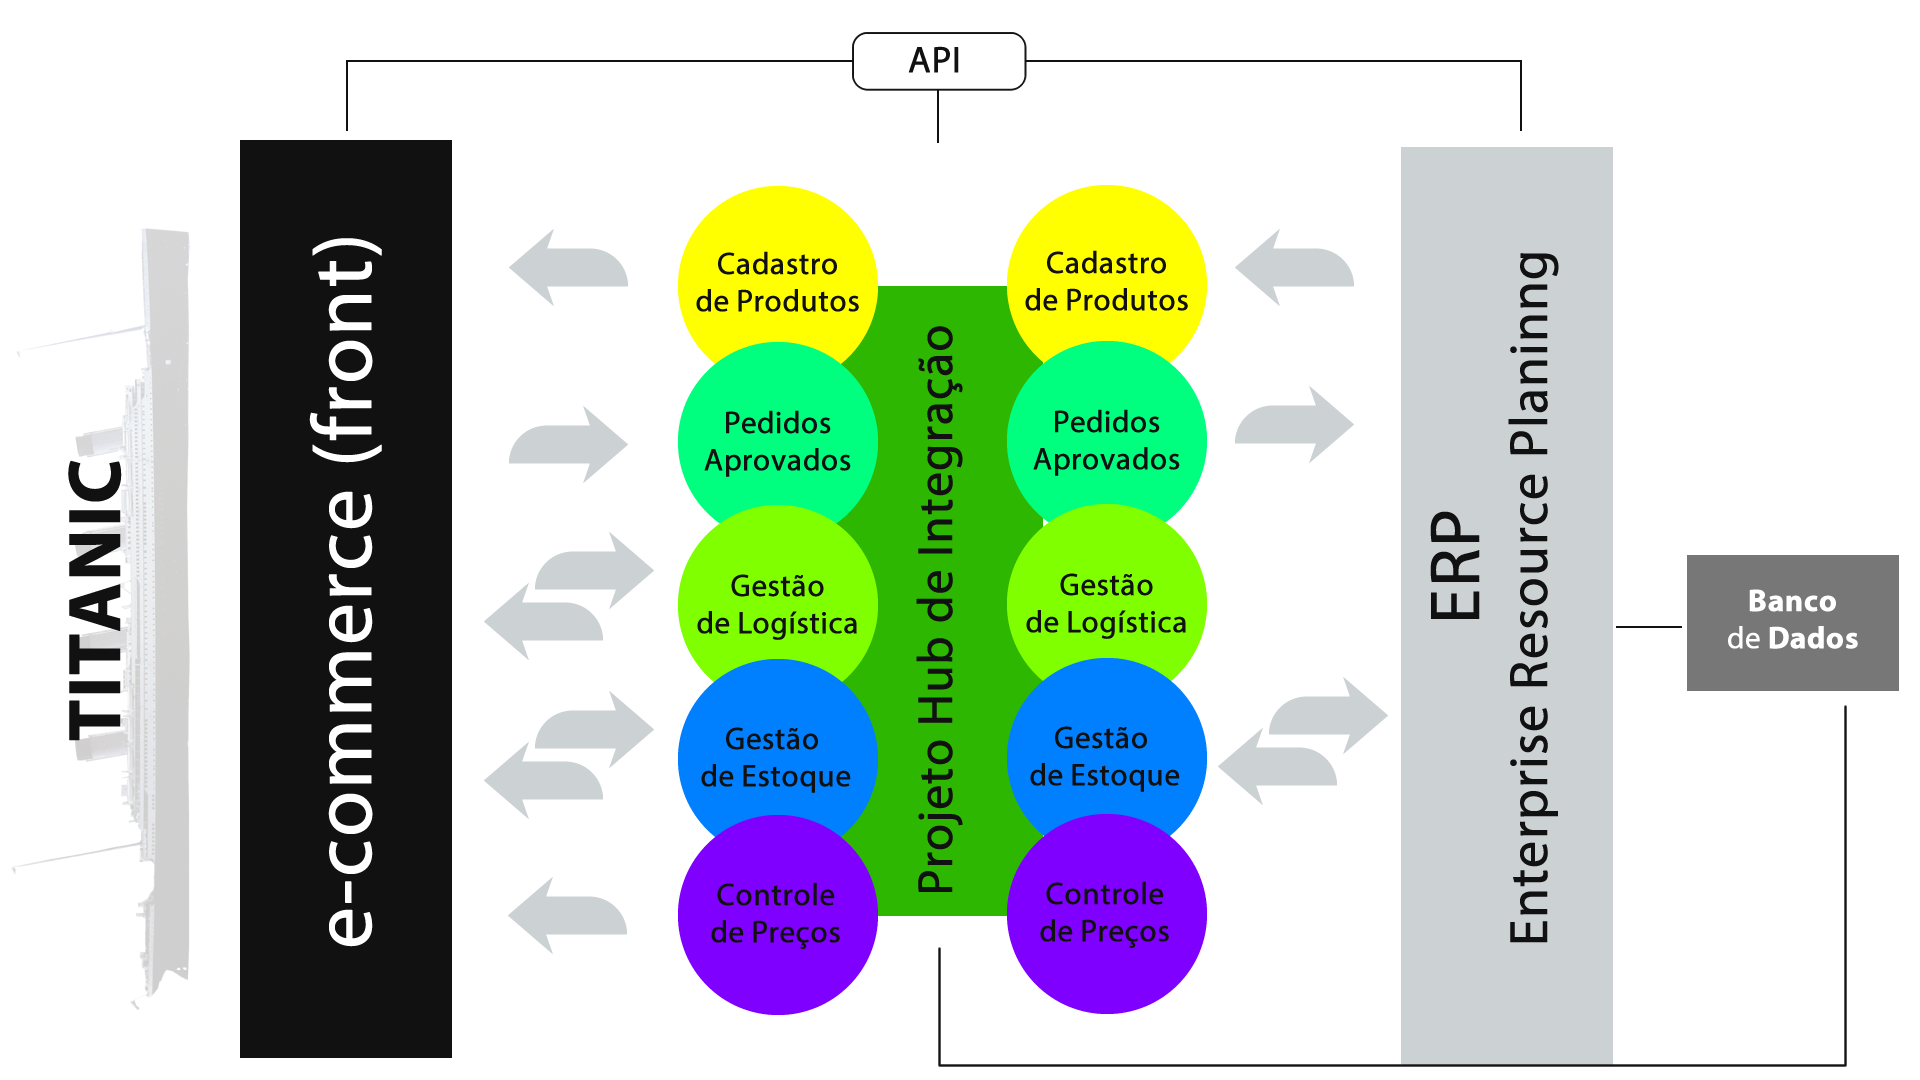 API
TITANIC
e-commerce (front)
Cadastro
de Produtos
Pedidos
Aprovados
Gestão
de Logística
Gestão
de Estoque
Controle
de Preços
Projeto Hub de Integração
Cadastro
de Produtos
Pedidos
Aprovados
Gestão
de Logística
Gestão
de Estoque
Controle
de Preços
ERP
Enterprise Resource Planinng
Banco
de Dados